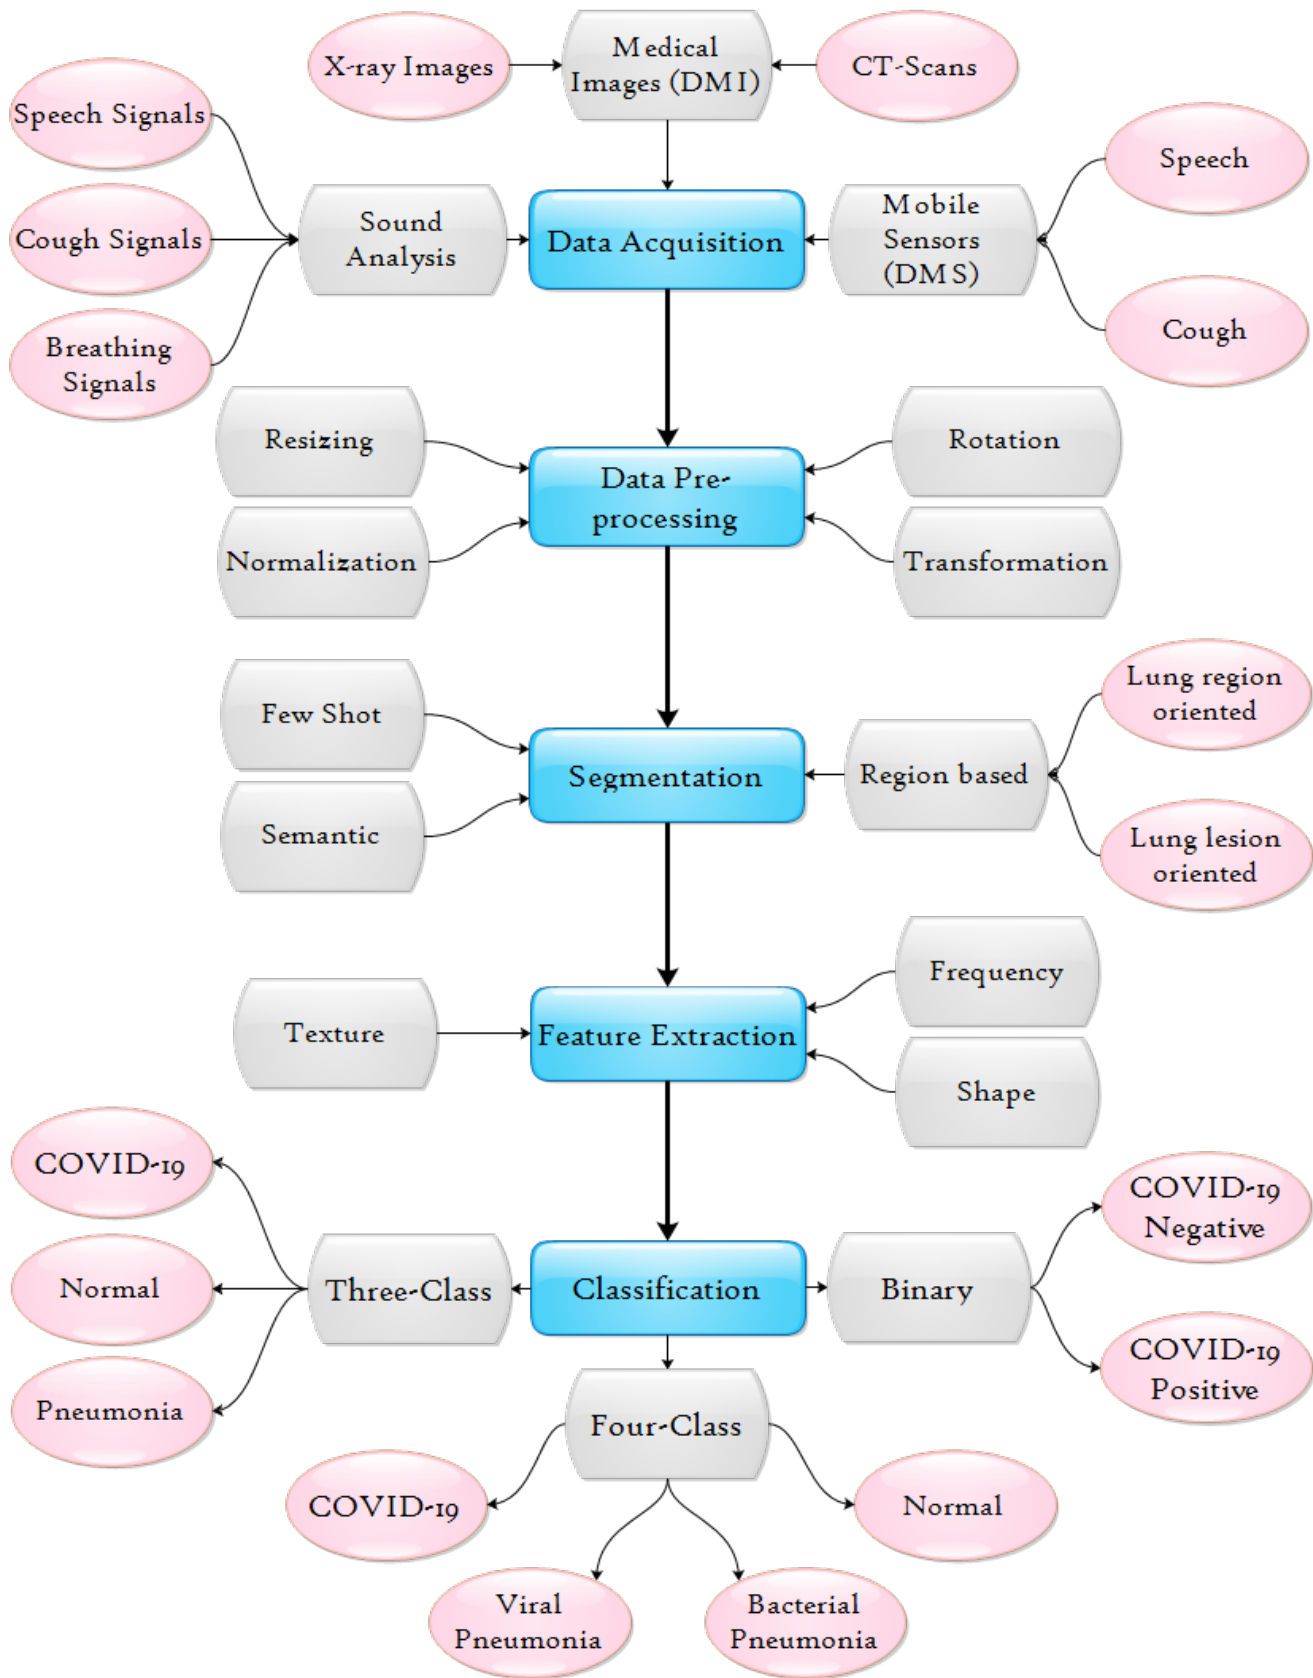 X-ray Images
Medical
Images (DMI)
CT-Scans
Speech Signals
Cough Signals
Breathing
Signals
Sound
Analysis
Data Acquisition
Mobile
Sensors
(DMS)
Speech
Cough
Resizing
Normalization
Data Pre-
processing
Rotation
Transformation
Few Shot
Semantic
Segmentation
Region based
Lung region
oriented
Lung lesion
oriented
Texture
Feature Extraction
Frequency
Shape
COVID-19
Normal
Pneumonia
Three-Class
Classification
Binary
COVID-19
Negative
COVID-19
Positive
Four-Class
COVID-19
Viral
Pneumonia
Bacterial
Pneumonia
Normal